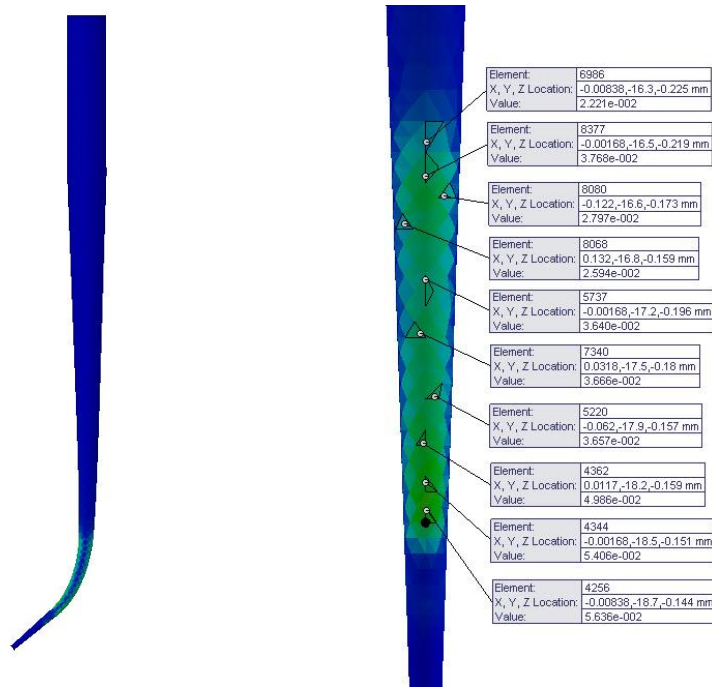 Element: 6986
X, Y, Z Location: -0.00838,-16.3,-0.225 mm
Value: 2.221e-002
Element: 8377
X, Y, Z Location: -0.00168,-16.5,-0.219 mm
Value: 3.768e-002
Element: 8080
X, Y, Z Location: -0.122,-16.6,-0.173 mm
Value: 2.797e-002
Element: 8068
X, Y, Z Location: 0.132,-16.8,-0.159 mm
Value: 2.594e-002
Element: 5737
X, Y, Z Location: -0.00168,-17.2,-0.196 mm
Value: 3.640e-002
Element: 7340
X, Y, Z Location: 0.0318,-17.5,-0.18 mm
Value: 3.666e-002
Element: 5220
X, Y, Z Location: -0.062,-17.9,-0.157 mm
Value: 3.657e-002
Element: 4362
X, Y, Z Location: 0.0117,-18.2,-0.159 mm
Value: 4.986e-002
Element: 4344
X, Y, Z Location: -0.00168,-18.5,-0.151 mm
Value: 5.406e-002
Element: 4256
X, Y, Z Location: -0.00838,-18.7,-0.144 mm
Value: 5.636e-002